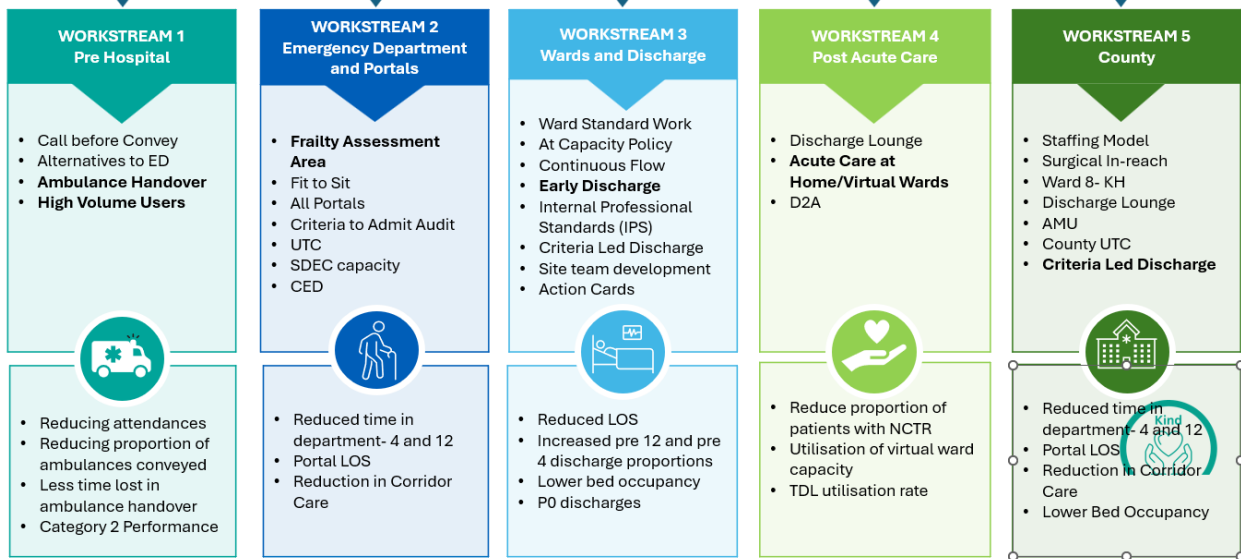 WORKSTREAM 1
Pre Hospital
• Call before Convey
• Alternatives to ED
• Ambulance Handover
• High Volume Users
• Reducing attendances
• Reducing proportion of
ambulances conveyed
• Less time lost in
ambulance handover
• Category 2 Performance
WORKSTREAM 2
Emergency Department
and Portals
• Frailty Assessment
Area
• Fit to Sit
• All Portals
• Criteria to Admit Audit
• UTC
• SDEC capacity
• CED
• Reduced time in
department- 4 and 12
• Portal LOS
• Reduction in Corridor
Care
WORKSTREAM 3
Wards and Discharge
• Ward Standard Work
• At Capacity Policy
• Continuous Flow
• Early Discharge
• Internal Professional
Standards (IPS)
• Criteria Led Discharge
• Site team development
• Action Cards
• Reduced LOS
• Increased pre 12 and pre
4 discharge proportions
• Lower bed occupancy
• P0 discharges
WORKSTREAM 4
Post Acute Care
• Discharge Lounge
• Acute Care at
Home/Virtual Wards
• D2A
• Reduce proportion of
patients with NCTR
• Utilisation of virtual ward
capacity
• TDL utilisation rate
WORKSTREAM 5
County
• Staffing Model
• Surgical In-reach
• Ward 8- KH
• Discharge Lounge
• AMU
• County UTC
• Criteria Led Discharge
• Reduced time in
department- 4 and 12
• Portal LOS
• Reduction in Corridor
Care
• Lower Bed Occupancy
Kind